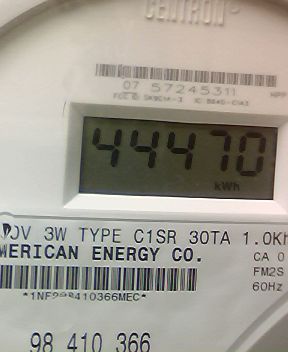 CENTRON®
07 57245311
44470
kWh
3W TYPE C1SR 30TA 1.0Kh
MERICAN ENERGY CO.
CA 0
FM2S
60Hz
98 410 366